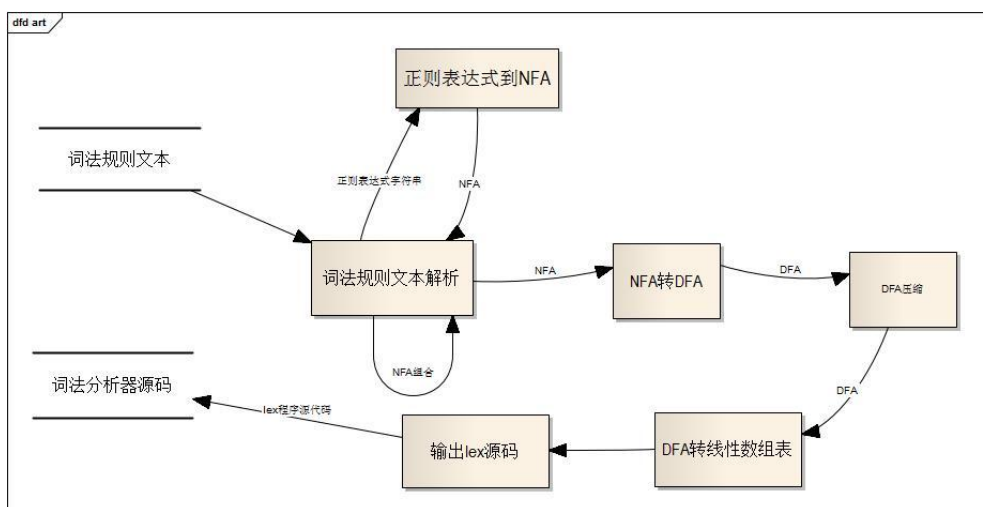 dfd art
正则表达式到NFA
词法规则文本
正则表达式字符串
NFA
词法规则文本解析
NFA
NFA转DFA
DFA
DFA压缩
NFA组合
DFA
词法分析器源码
lex程序源代码
输出lex源码
DFA转线性数组表